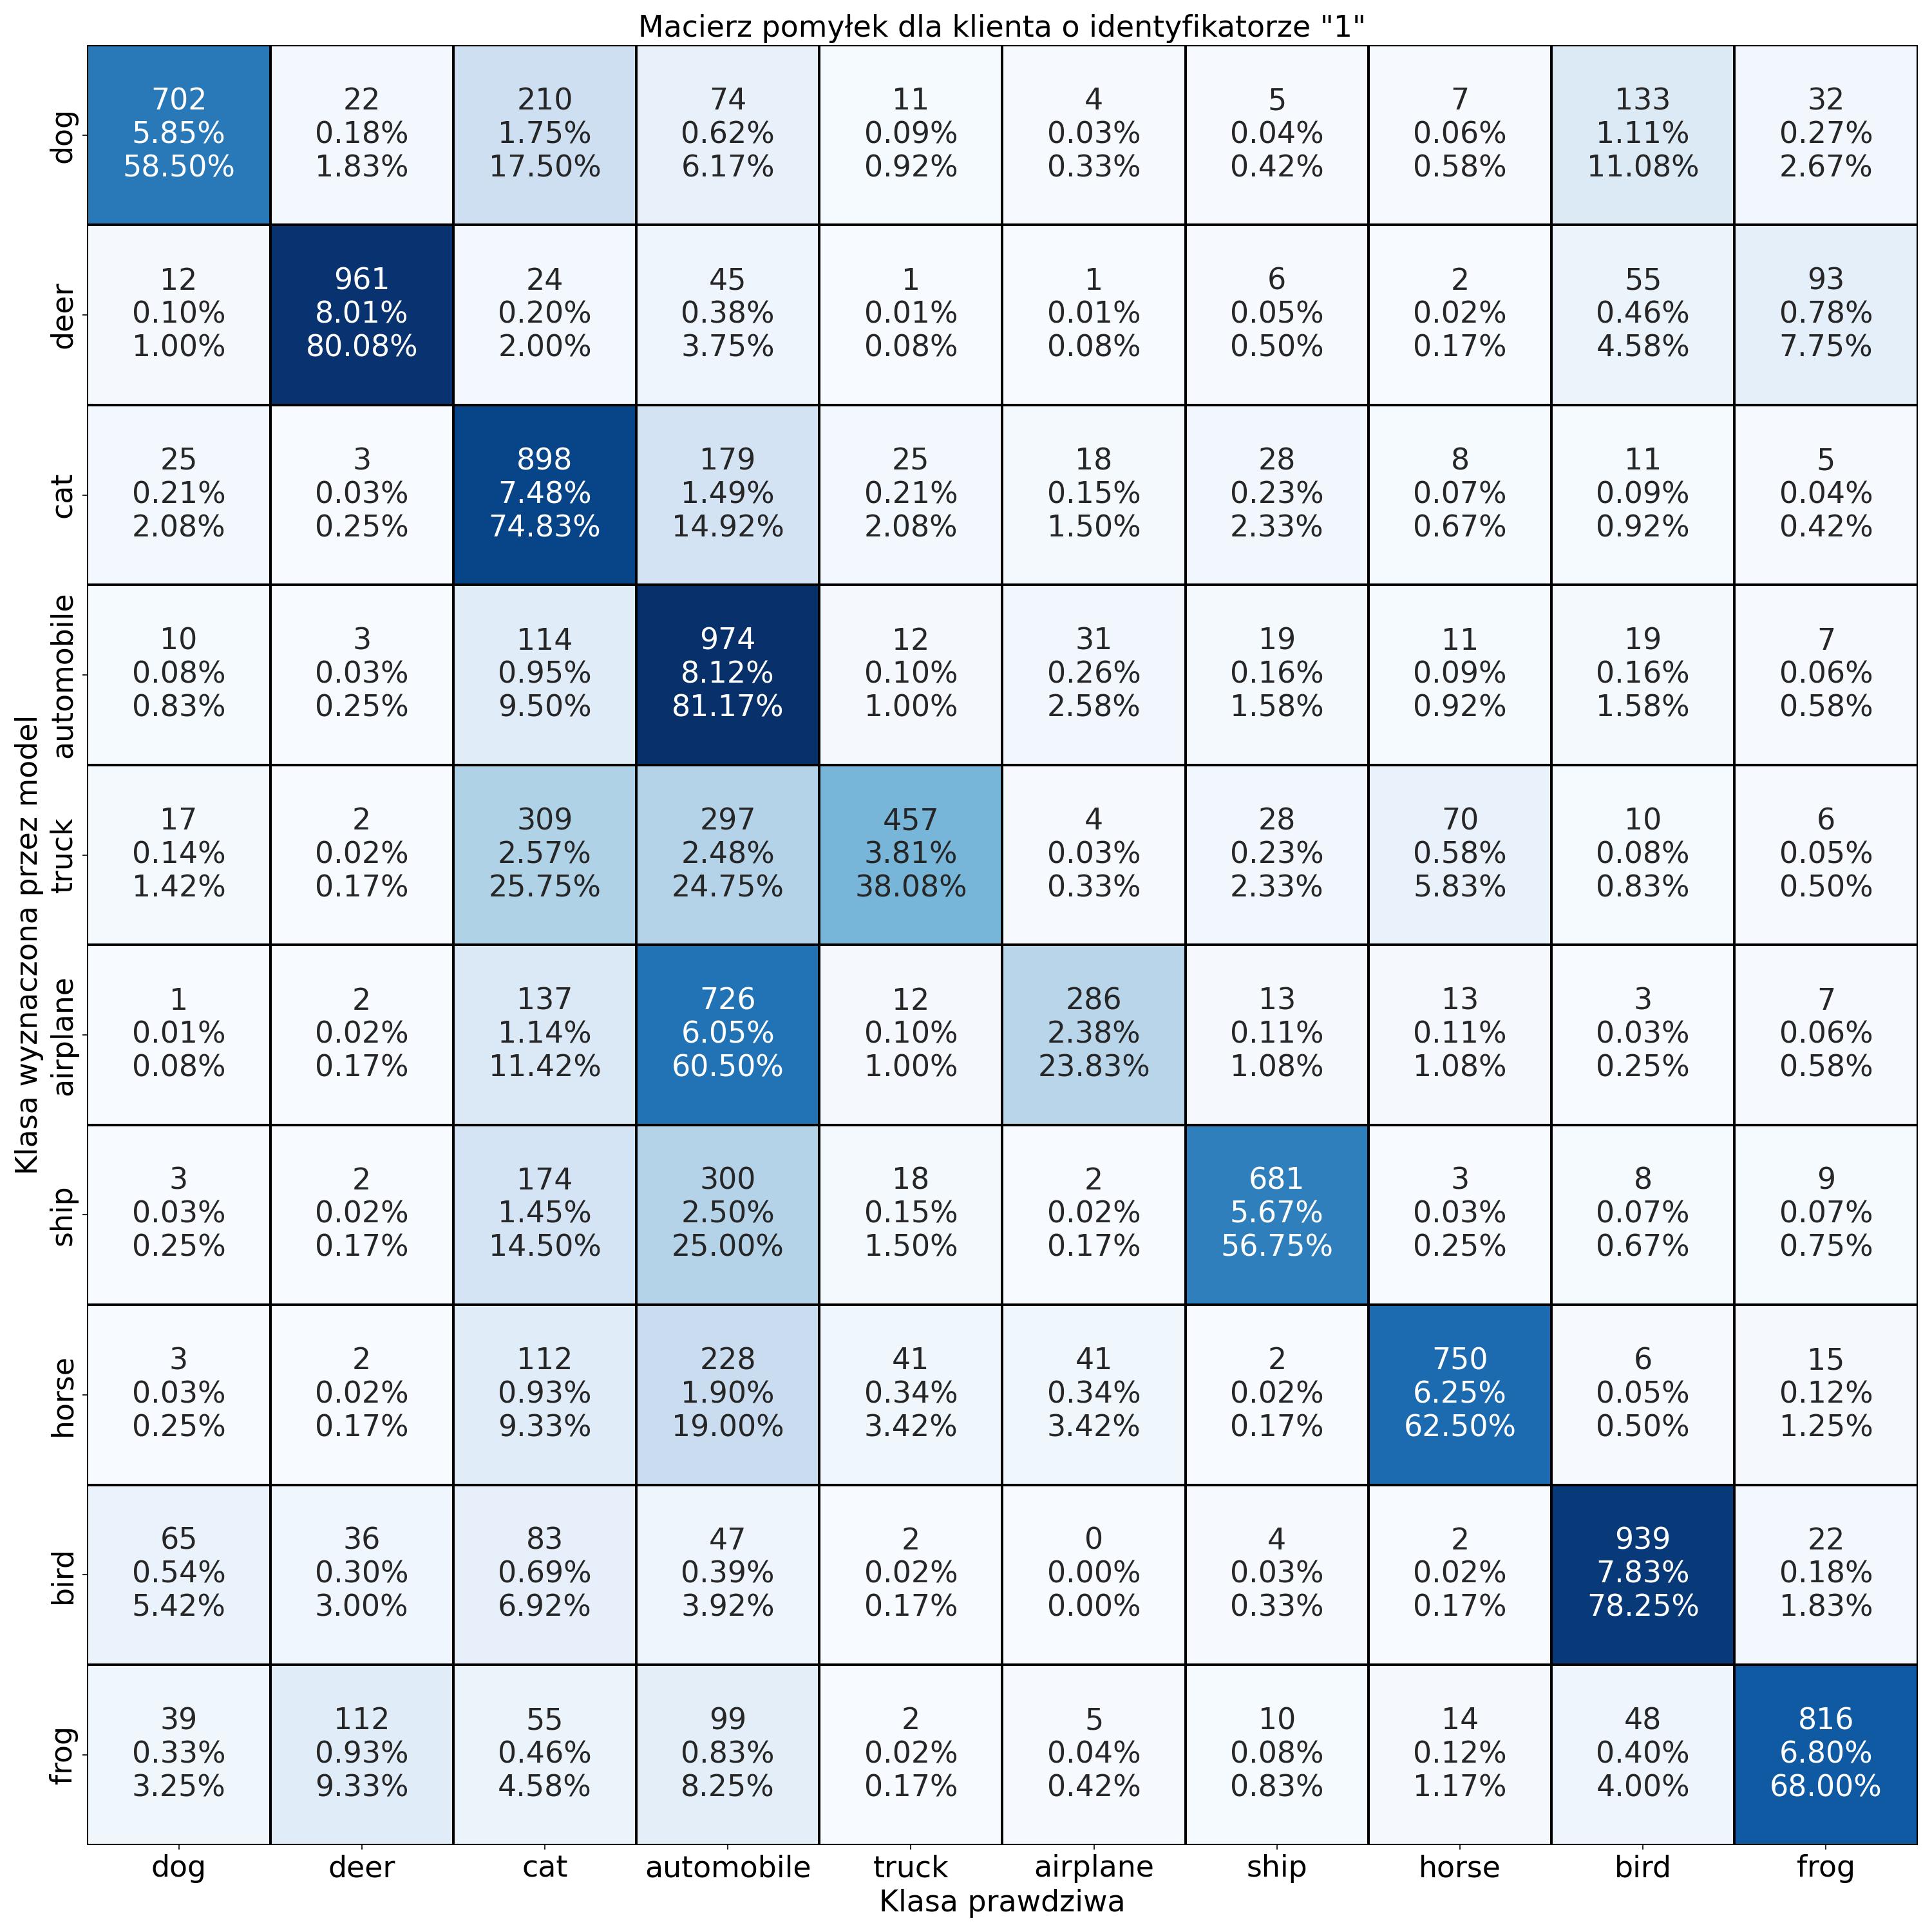 Macierz pomyłek dla klienta o identyfikatorze "1"
Klasa wyznaczona przez model
dog
702 22 210 74 11 4 5 7 133 32
5.85% 0.18% 1.75% 0.62% 0.09% 0.03% 0.04% 0.06% 1.11% 0.27%
58.50% 1.83% 17.50% 6.17% 0.92% 0.33% 0.42% 0.58% 11.08% 2.67%
deer
12 961 24 45 1 1 6 2 55 93
0.10% 8.01% 0.20% 0.38% 0.01% 0.01% 0.05% 0.02% 0.46% 0.78%
1.00% 80.08% 2.00% 3.75% 0.08% 0.08% 0.50% 0.17% 4.58% 7.75%
cat
25 3 898 179 25 18 28 8 11 5
0.21% 0.03% 7.48% 1.49% 0.21% 0.15% 0.23% 0.07% 0.09% 0.04%
2.08% 0.25% 74.83% 14.92% 2.08% 1.50% 2.33% 0.67% 0.92% 0.42%
automobile
10 3 114 974 12 31 19 11 19 7
0.08% 0.03% 0.95% 8.12% 0.10% 0.26% 0.16% 0.09% 0.16% 0.06%
0.83% 0.25% 9.50% 81.17% 1.00% 2.58% 1.58% 0.92% 1.58% 0.58%
truck
17 2 309 297 457 4 28 70 10 6
0.14% 0.02% 2.57% 2.48% 3.81% 0.03% 0.23% 0.58% 0.08% 0.05%
1.42% 0.17% 25.75% 24.75% 38.08% 0.33% 2.33% 5.83% 0.83% 0.50%
airplane
1 2 137 726 12 286 13 13 3 7
0.01% 0.02% 1.14% 6.05% 0.10% 2.38% 0.11% 0.11% 0.03% 0.06%
0.08% 0.17% 11.42% 60.50% 1.00% 23.83% 1.08% 1.08% 0.25% 0.58%
ship
3 2 174 300 18 2 681 3 8 9
0.03% 0.02% 1.45% 2.50% 0.15% 0.02% 5.67% 0.03% 0.07% 0.07%
0.25% 0.17% 14.50% 25.00% 1.50% 0.17% 56.75% 0.25% 0.67% 0.75%
horse
3 2 112 228 41 41 2 750 6 15
0.03% 0.02% 0.93% 1.90% 0.34% 0.34% 0.02% 6.25% 0.05% 0.12%
0.25% 0.17% 9.33% 19.00% 3.42% 3.42% 0.17% 62.50% 0.50% 1.25%
bird
65 36 83 47 2 0 4 2 939 22
0.54% 0.30% 0.69% 0.39% 0.02% 0.00% 0.03% 0.02% 7.83% 0.18%
5.42% 3.00% 6.92% 3.92% 0.17% 0.00% 0.33% 0.17% 78.25% 1.83%
frog
39 112 55 99 2 5 10 14 48 816
0.33% 0.93% 0.46% 0.83% 0.02% 0.04% 0.08% 0.12% 0.40% 6.80%
3.25% 9.33% 4.58% 8.25% 0.17% 0.42% 0.83% 1.17% 4.00% 68.00%
dog deer cat automobile truck airplane ship horse bird frog
Klasa prawdziwa